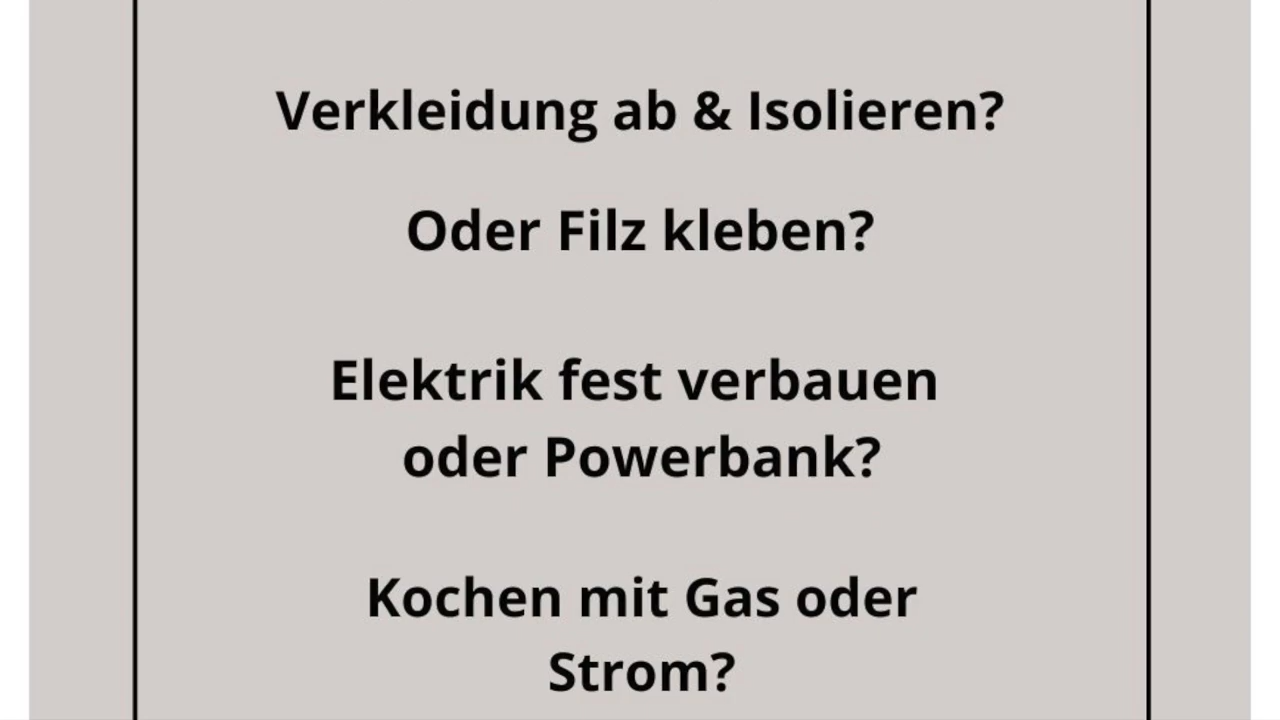 Verkleidung ab & Isolieren?
Oder Filz kleben?
Elektrik fest verbauen
oder Powerbank?
Kochen mit Gas oder
Strom?